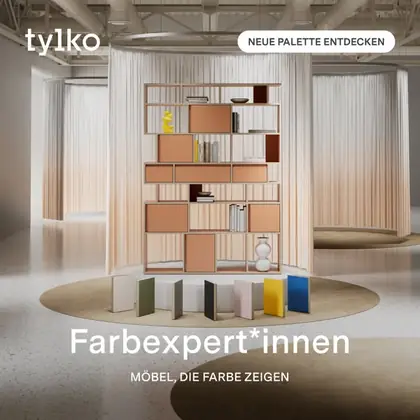 tylko
NEUE PALETTE ENTDECKEN
Farbexpert*innen
MÖBEL, DIE FARBE ZEIGEN